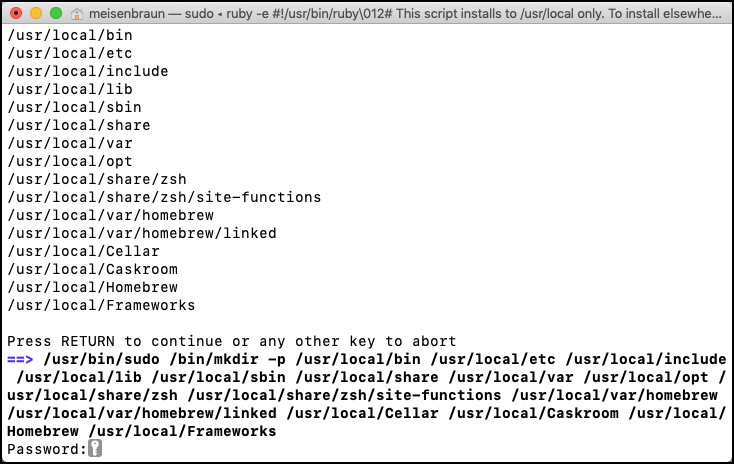 meisenbraun — sudo ◂ ruby -e #!/usr/bin/ruby\012# This script installs to /usr/local only. To install elsewhe...
/usr/local/bin
/usr/local/etc
/usr/local/include
/usr/local/lib
/usr/local/sbin
/usr/local/share
/usr/local/var
/usr/local/opt
/usr/local/share/zsh
/usr/local/share/zsh/site-functions
/usr/local/var/homebrew
/usr/local/var/homebrew/linked
/usr/local/Cellar
/usr/local/Caskroom
/usr/local/Homebrew
/usr/local/Frameworks
Press RETURN to continue or any other key to abort
==> /usr/bin/sudo /bin/mkdir -p /usr/local/bin /usr/local/etc /usr/local/include
/usr/local/lib /usr/local/sbin /usr/local/share /usr/local/var /usr/local/opt /
usr/local/share/zsh /usr/local/share/zsh/site-functions /usr/local/var/homebrew
/usr/local/var/homebrew/linked /usr/local/Cellar /usr/local/Caskroom /usr/local/
Homebrew /usr/local/Frameworks
Password: